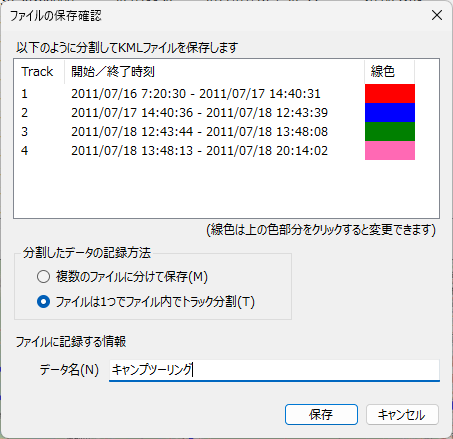 ファイルの保存確認
以下のように分割してKMLファイルを保存します
Track 開始／終了時刻 線色
1 2011/07/16 7:20:30 - 2011/07/17 14:40:31
2 2011/07/17 14:40:36 - 2011/07/18 12:43:39
3 2011/07/18 12:43:44 - 2011/07/18 13:48:08
4 2011/07/18 13:48:13 - 2011/07/18 20:14:02
(線色は上の色部分をクリックすると変更できます)
分割したデータの記録方法
複数のファイルに分けて保存(M)
ファイルは1つでファイル内でトラック分割(T)
ファイルに記録する情報
データ名(N) キャンプツーリング
保存 キャンセル